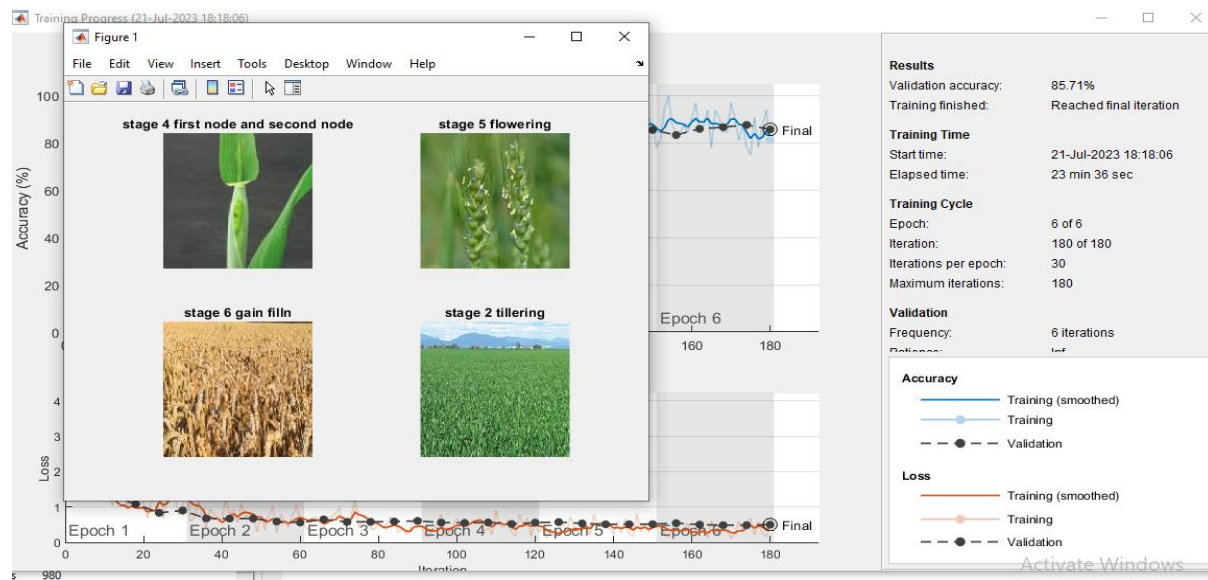 Training Progress (21-Jul-2023 18:18:06)
Figure 1
File Edit View Insert Tools Desktop Window Help
stage 4 first node and second node
stage 5 flowering
stage 6 gain filln
stage 2 tillering
Accuracy (%)
100
80
60
40
20
0
Final
Epoch 6
160 180
Loss
4
3
2
1
0
Epoch 1 Epoch 2 Epoch 3 Epoch 4 Epoch 5 Epoch 6
Final
0 20 40 60 80 100 120 140 160 180
Iteration
Results
Validation accuracy: 85.71%
Training finished: Reached final iteration
Training Time
Start time: 21-Jul-2023 18:18:06
Elapsed time: 23 min 36 sec
Training Cycle
Epoch: 6 of 6
Iteration: 180 of 180
Iterations per epoch: 30
Maximum iterations: 180
Validation
Frequency: 6 iterations
Patience: Inf
Accuracy
Training (smoothed)
Training
Validation
Loss
Training (smoothed)
Training
Validation
Activate Windows
s 980